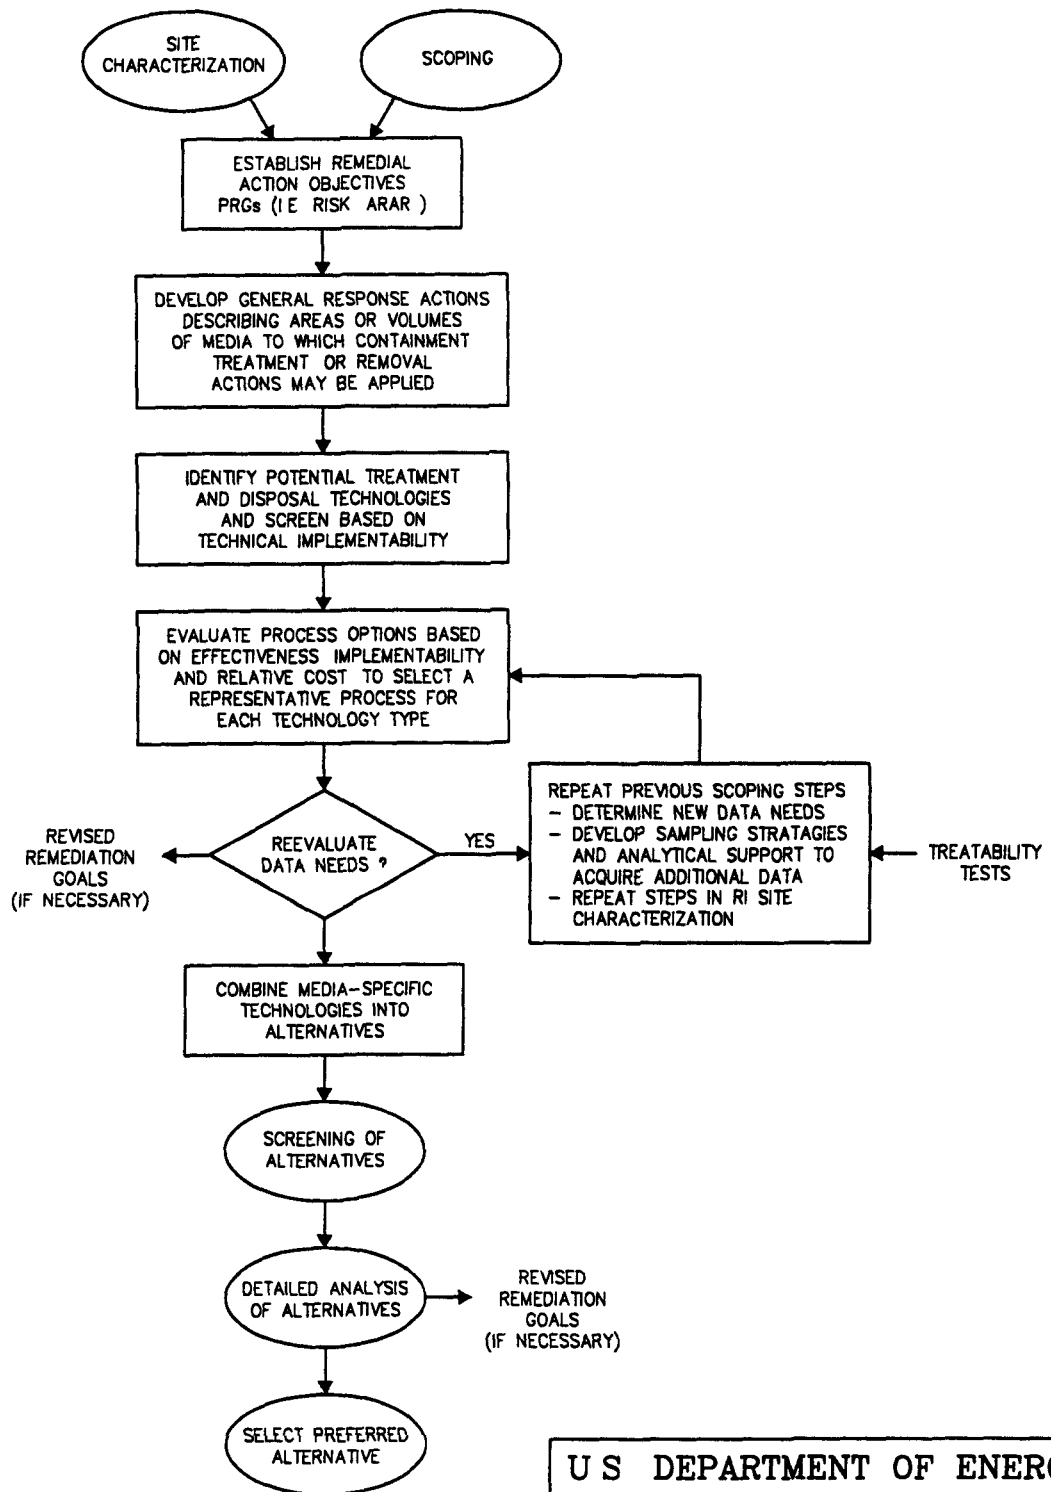 SITE
CHARACTERIZATION
SCOPING
ESTABLISH REMEDIAL
ACTION OBJECTIVES
PRGs (I E RISK ARAR )
DEVELOP GENERAL RESPONSE ACTIONS
DESCRIBING AREAS OR VOLUMES
OF MEDIA TO WHICH CONTAINMENT
TREATMENT OR REMOVAL
ACTIONS MAY BE APPLIED
IDENTIFY POTENTIAL TREATMENT
AND DISPOSAL TECHNOLOGIES
AND SCREEN BASED ON
TECHNICAL IMPLEMENTABILITY
EVALUATE PROCESS OPTIONS BASED
ON EFFECTIVENESS IMPLEMENTABILITY
AND RELATIVE COST TO SELECT A
REPRESENTATIVE PROCESS FOR
EACH TECHNOLOGY TYPE
REVISED
REMEDIATION
GOALS
(IF NECESSARY)
REEVALUATE
DATA NEEDS ?
YES
REPEAT PREVIOUS SCOPING STEPS
– DETERMINE NEW DATA NEEDS
– DEVELOP SAMPLING STRATAGIES
AND ANALYTICAL SUPPORT TO
ACQUIRE ADDITIONAL DATA
– REPEAT STEPS IN RI SITE
CHARACTERIZATION
TREATABILITY
TESTS
COMBINE MEDIA–SPECIFIC
TECHNOLOGIES INTO
ALTERNATIVES
SCREENING OF
ALTERNATIVES
DETAILED ANALYSIS
OF ALTERNATIVES
REVISED
REMEDIATION
GOALS
(IF NECESSARY)
SELECT PREFERRED
ALTERNATIVE
U S DEPARTMENT OF